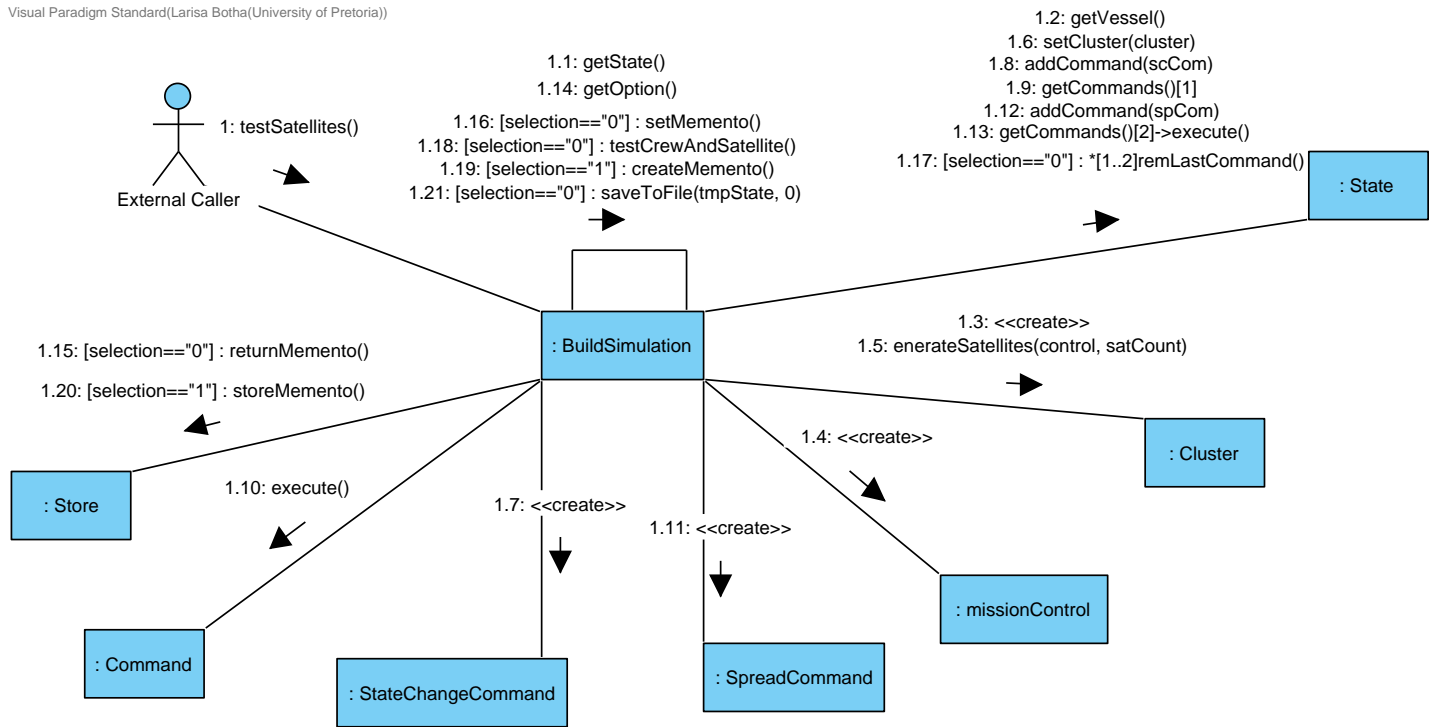 Visual Paradigm Standard(Larisa Botha(University of Pretoria))
1: testSatellites()
External Caller
1.1: getState()
1.14: getOption()
1.16: [selection=="0"] : setMemento()
1.18: [selection=="0"] : testCrewAndSatellite()
1.19: [selection=="1"] : createMemento()
1.21: [selection=="0"] : saveToFile(tmpState, 0)
1.2: getVessel()
1.6: setCluster(cluster)
1.8: addCommand(scCom)
1.9: getCommands()[1]
1.12: addCommand(spCom)
1.13: getCommands()[2]->execute()
1.17: [selection=="0"] : *[1..2]remLastCommand()
: State
: BuildSimulation
1.3: <<create>>
1.5: enerateSatellites(control, satCount)
: Cluster
1.15: [selection=="0"] : returnMemento()
1.20: [selection=="1"] : storeMemento()
: Store
1.10: execute()
: Command
1.7: <<create>>
: StateChangeCommand
1.11: <<create>>
: SpreadCommand
1.4: <<create>>
: missionControl